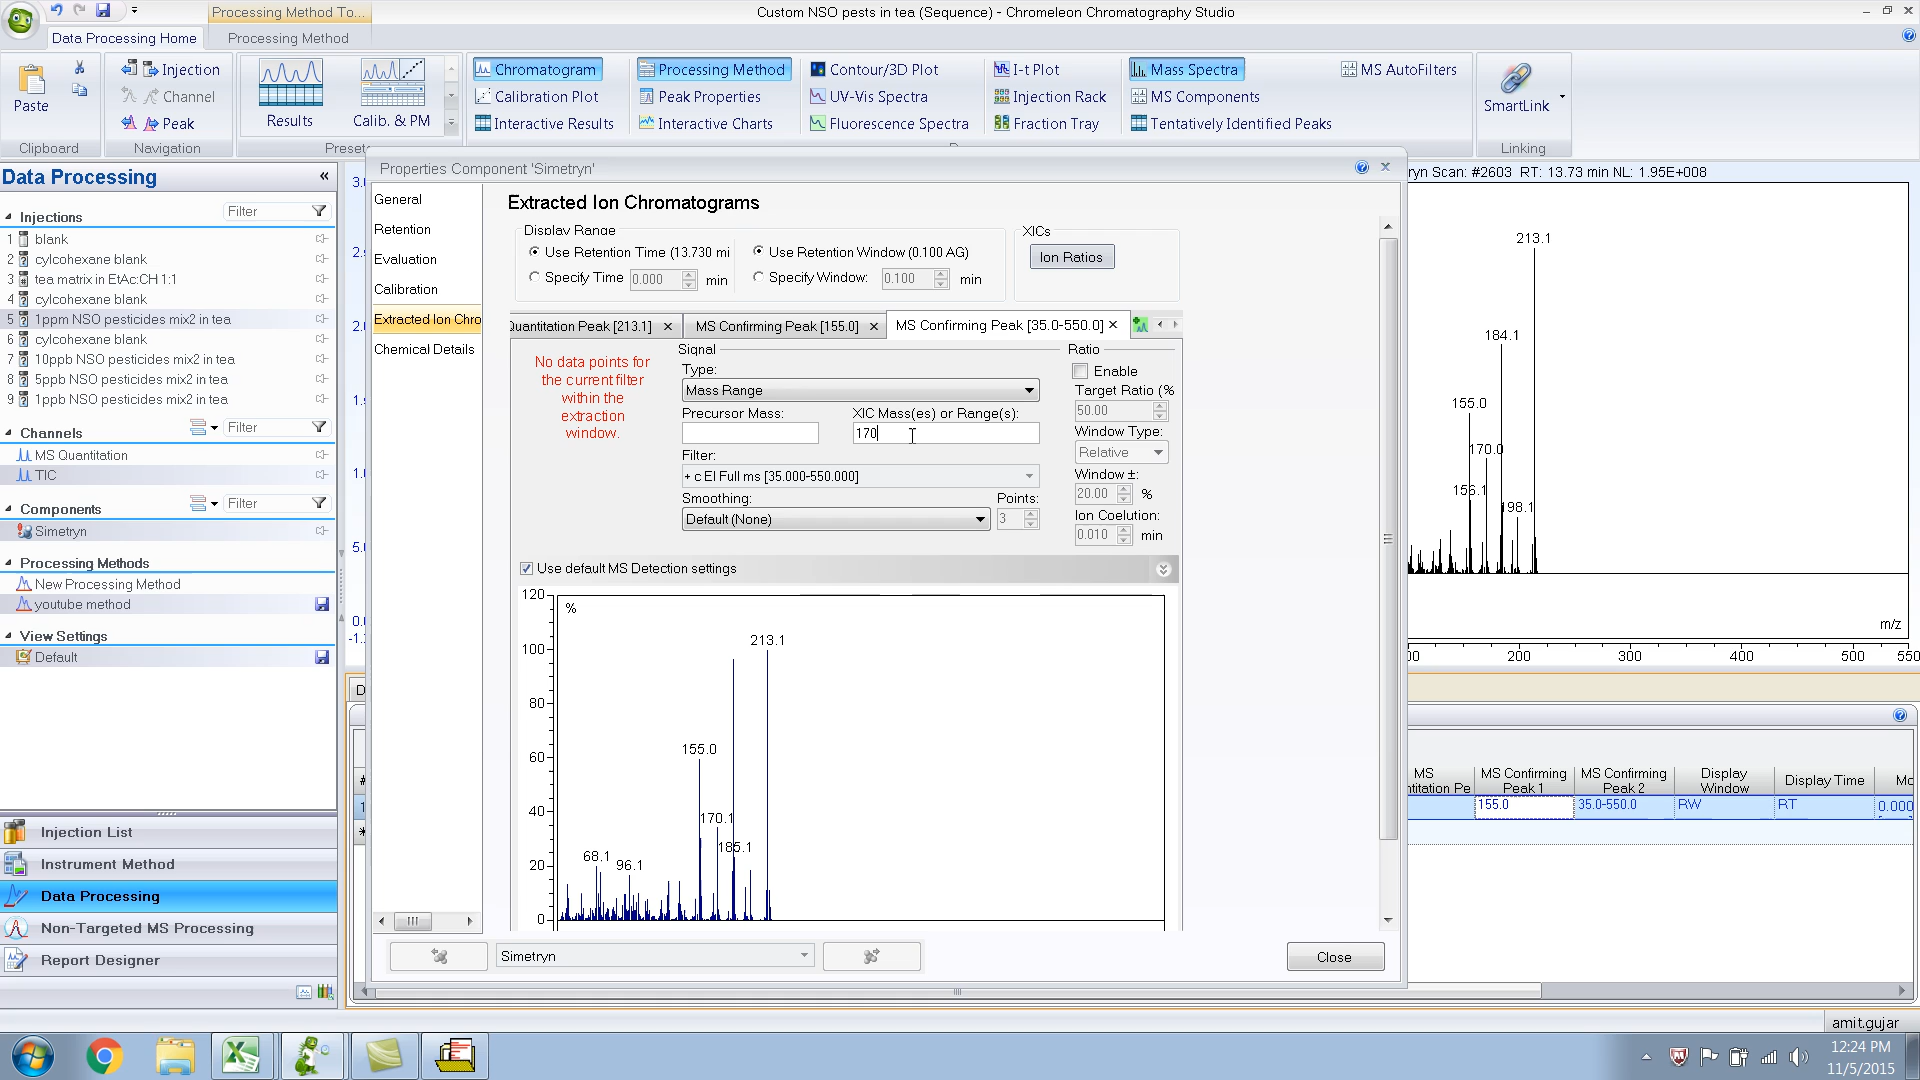 Processing Method To...
Custom NSO pests in tea (Sequence) - Chromeleon Chromatography Studio
Data Processing Home
Processing Method
Paste
Clipboard
Injection
Channel
Peak
Navigation
Results
Calib. & PM
Chromatogram
Calibration Plot
Interactive Results
Processing Method
Peak Properties
Interactive Charts
Contour/3D Plot
UV-Vis Spectra
Fluorescence Spectra
I-t Plot
Injection Rack
Fraction Tray
Mass Spectra
MS Components
Tentatively Identified Peaks
MS AutoFilters
SmartLink
Linking
Data Processing
«
Injections
Filter
1 blank
2 cylcohexane blank
3 tea matrix in EtAc:CH 1:1
4 cylcohexane blank
5 1ppm NSO pesticides mix2 in tea
6 cylcohexane blank
7 10ppb NSO pesticides mix2 in tea
8 5ppb NSO pesticides mix2 in tea
9 1ppb NSO pesticides mix2 in tea
Channels
Filter
MS Quantitation
TIC
Components
Filter
Simetryn
Processing Methods
New Processing Method
youtube method
View Settings
Default
Injection List
Instrument Method
Data Processing
Non-Targeted MS Processing
Report Designer
Properties Component 'Simetryn'
General
Retention
Evaluation
Calibration
Extracted Ion Chro
Chemical Details
Extracted Ion Chromatograms
Display Range
Use Retention Time (13.730 mi
Specify Time 0.000 min
Use Retention Window (0.100 AG)
Specify Window: 0.100 min
XICs
Ion Ratios
Quantitation Peak [213.1]
MS Confirming Peak [155.0]
MS Confirming Peak [35.0-550.0]
No data points for
the current filter
within the
extraction
window.
Signal
Type:
Mass Range
Precursor Mass:
XIC Mass(es) or Range(s):
170
Filter:
+ c EI Full ms [35.000-550.000]
Smoothing:
Points:
Default (None)
3
Ratio
Enable
Target Ratio (%
50.00
Window Type:
Relative
Window ±:
20.00 %
Ion Coelution:
0.010 min
Use default MS Detection settings
120
%
100
80
60
40
20
0
213.1
155.0
170.1
185.1
68.1
96.1
Simetryn
Close
ryn Scan: #2603 RT: 13.73 min NL: 1.95E+008
213.1
184.1
155.0
170.0
156.1
198.1
m/z
200
300
400
500
550
MS
MS Confirming
Peak 1
MS Confirming
Peak 2
Display
Window
Display Time
155.0
35.0-550.0
RW
RT
0.000
amit.gujar
12:24 PM
11/5/2015